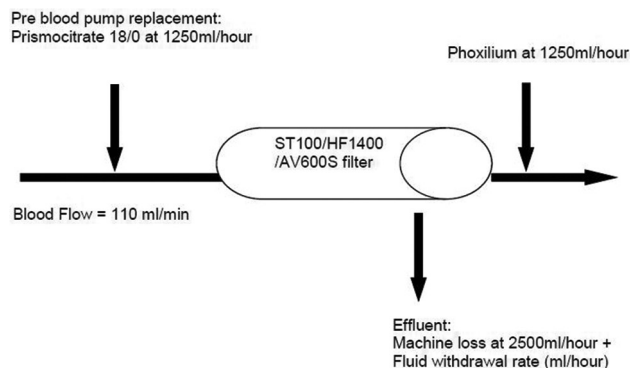 Pre blood pump replacement:
Prismocitrate 18/0 at 1250ml/hour
Phoxilium at 1250ml/hour
ST100/HF1400
/AV600S filter
Blood Flow = 110 ml/min
Effluent:
Machine loss at 2500ml/hour +
Fluid withdrawal rate (ml/hour)